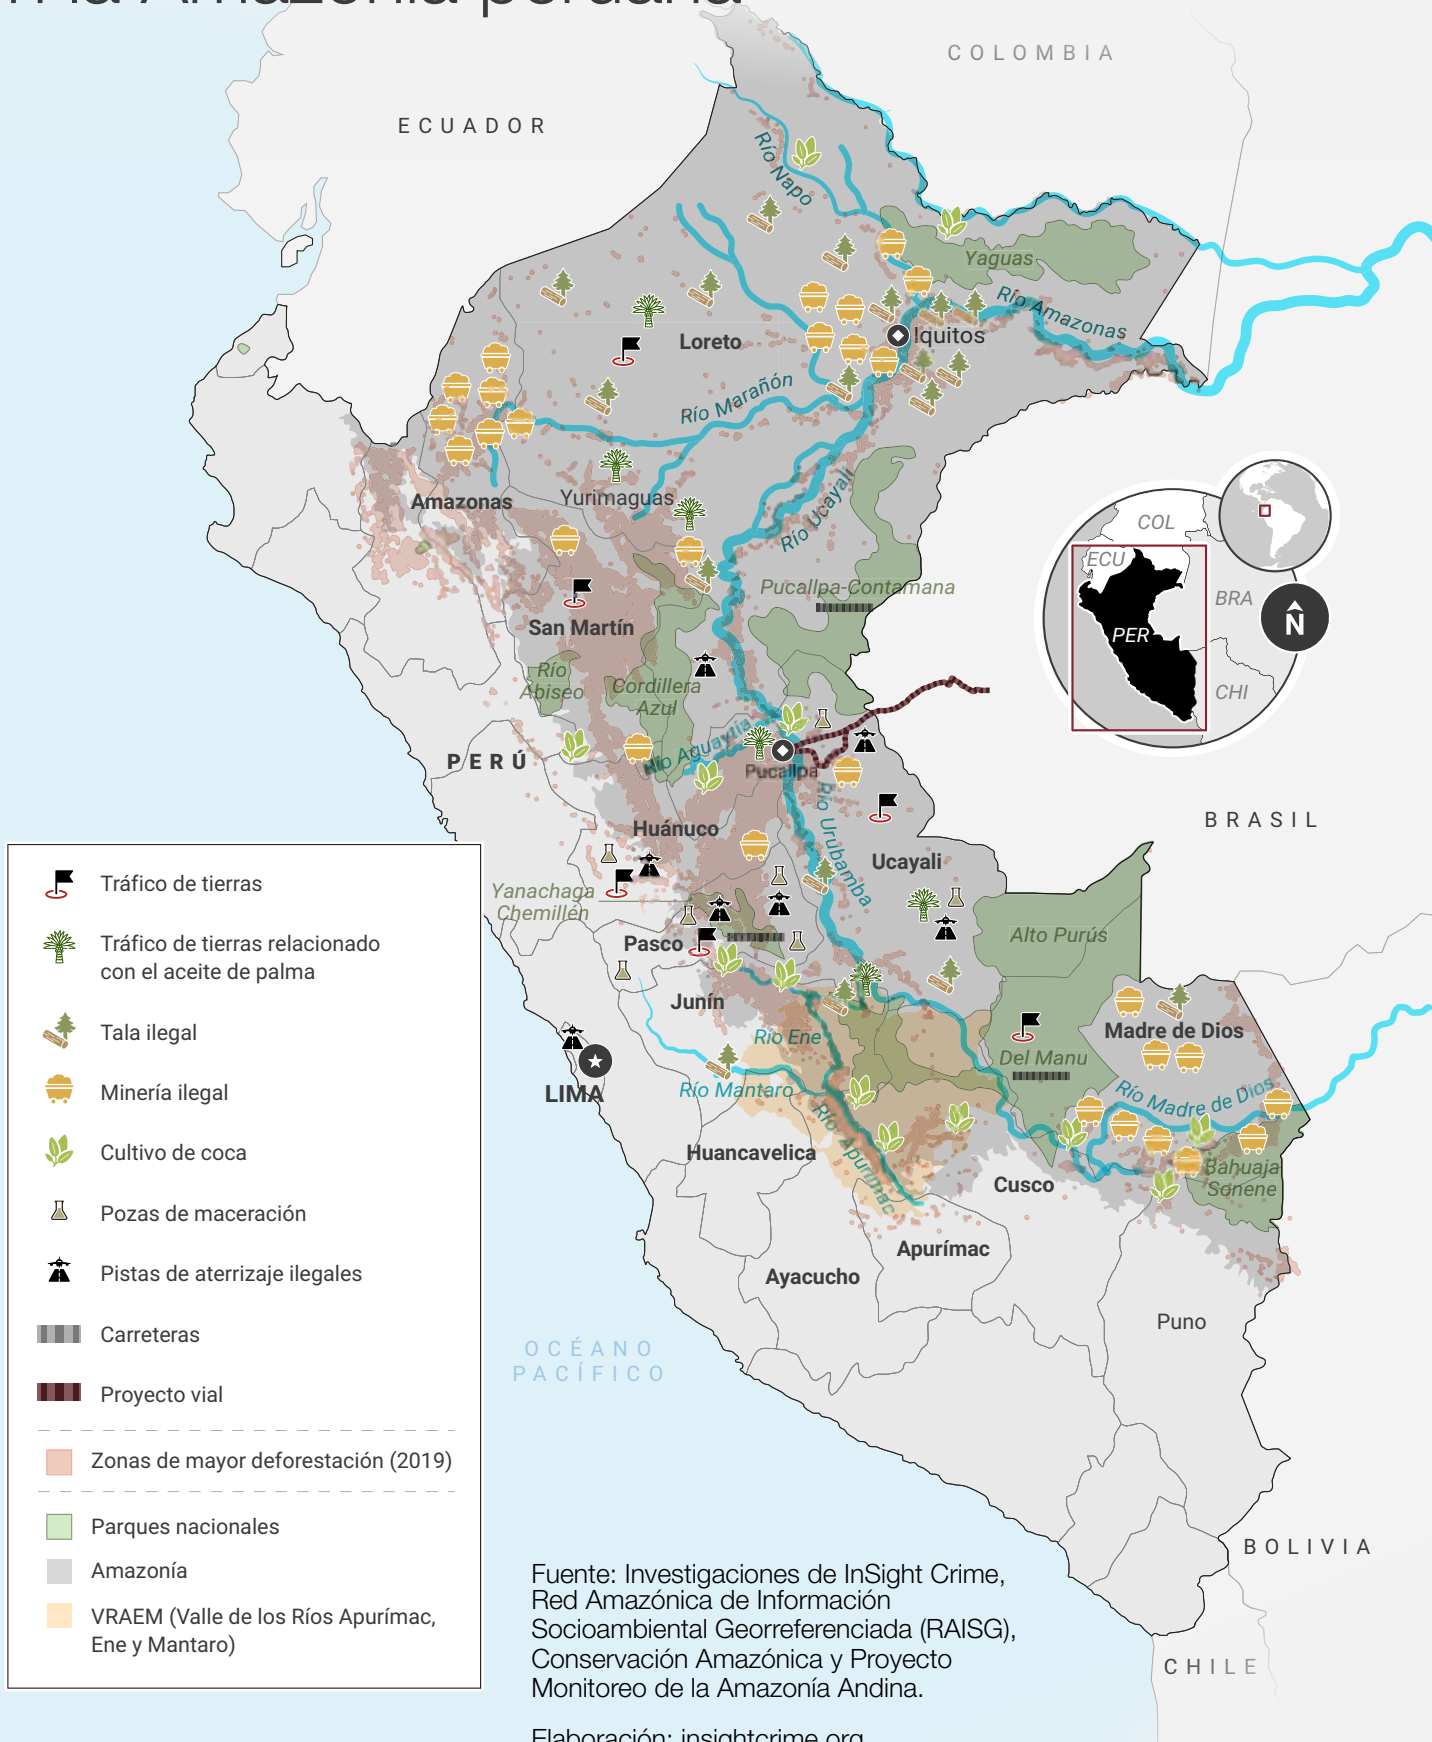 la Amazonía peruana
COLOMBIA
ECUADOR
Río Napo
Yaguas
Río Amazonas
Iquitos
Loreto
Río Marañón
Río Ucayali
Amazonas
Yurimaguas
COL
ECU
BRA
PER
CHI
N
Pucallpa-Contamana
San Martín
Río
Abiseo
Cordillera
Azul
Río Aguaytía
PERÚ
Pucallpa
Río Urubamba
BRASIL
Huánuco
Ucayali
Yanachaga
Chemillén
Pasco
Alto Purús
Junín
Madre de Dios
Río Ene
Del Manu
LIMA
Río Mantaro
Río Madre de Dios
Río Apurímac
Huancavelica
Bahuaja
Sonene
Cusco
Apurímac
Ayacucho
Puno
OCÉANO
PACÍFICO
BOLIVIA
CHILE
Tráfico de tierras
Tráfico de tierras relacionado
con el aceite de palma
Tala ilegal
Minería ilegal
Cultivo de coca
Pozas de maceración
Pistas de aterrizaje ilegales
Carreteras
Proyecto vial
Zonas de mayor deforestación (2019)
Parques nacionales
Amazonía
VRAEM (Valle de los Ríos Apurímac,
Ene y Mantaro)
Fuente: Investigaciones de InSight Crime,
Red Amazónica de Información
Socioambiental Georreferenciada (RAISG),
Conservación Amazónica y Proyecto
Monitoreo de la Amazonía Andina.
Elaboración: insightcrime.org